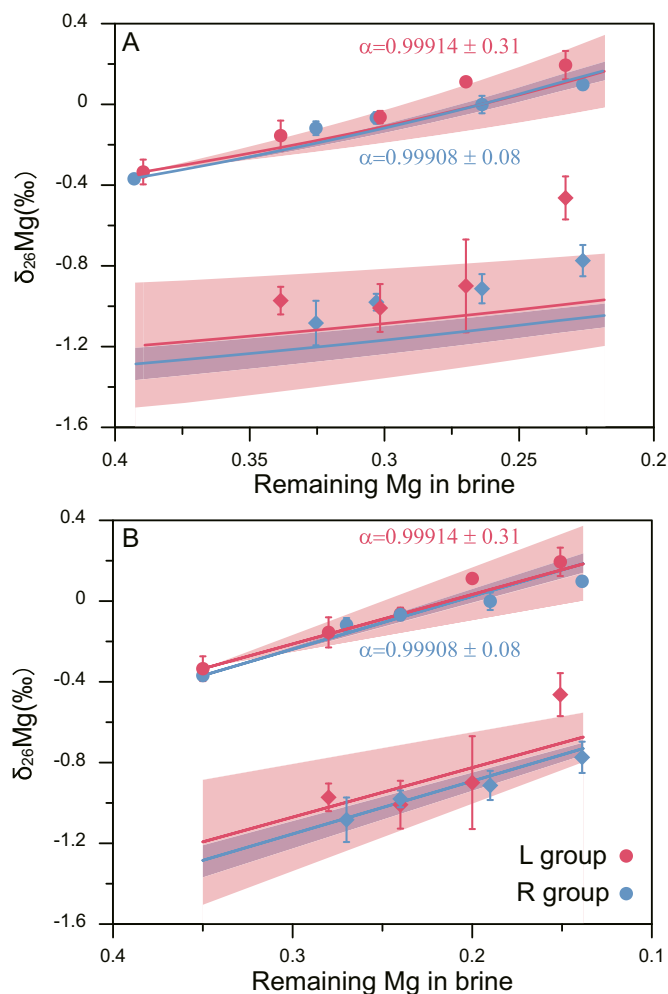 A
α=0.99914 ± 0.31
α=0.99908 ± 0.08
0.4
0
-0.4
-0.8
-1.2
-1.6
δ26Mg(‰)
0.4
0.35
0.3
0.25
0.2
Remaining Mg in brine
B
α=0.99914 ± 0.31
α=0.99908 ± 0.08
0.4
0
-0.4
-0.8
-1.2
-1.6
δ26Mg(‰)
L group
R group
0.3
0.2
0.1
Remaining Mg in brine